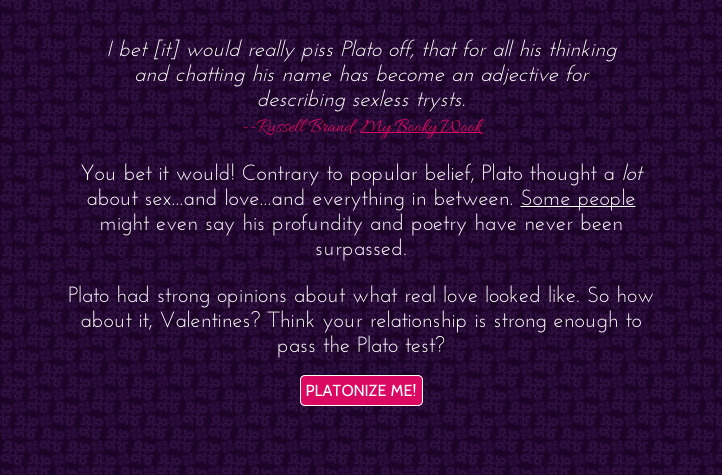 I bet [it] would really piss Plato off, that for all his thinking
and chatting his name has become an adjective for
describing sexless trysts.
--Russell Brand, My Booky Wook
You bet it would! Contrary to popular belief, Plato thought a lot
about sex...and love...and everything in between. Some people
might even say his profundity and poetry have never been
surpassed.
Plato had strong opinions about what real love looked like. So how
about it, Valentines? Think your relationship is strong enough to
pass the Plato test?
PLATONIZE ME!